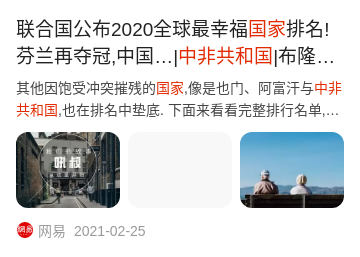 联合国公布2020全球最幸福国家排名!
芬兰再夺冠,中国…|中非共和国|布隆…
其他因饱受冲突摧残的国家,像是也门、阿富汗与中非
共和国,也在排名中垫底. 下面来看看完整排行名单,…
哌叔
网易
网易 2021-02-25